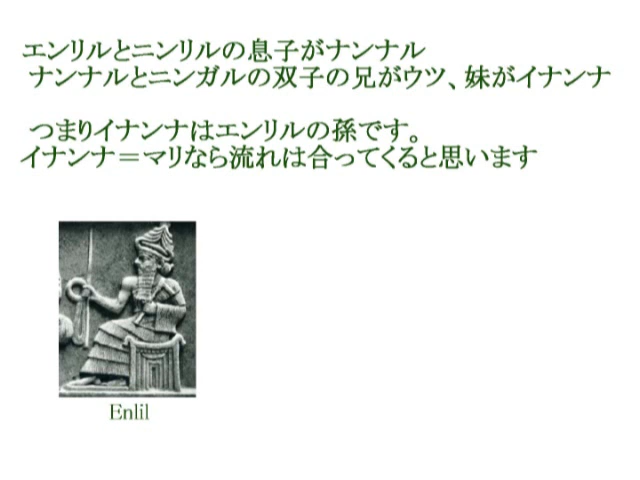 エンリルとニンリルの息子がナンナル
ナンナルとニンガルの双子の兄がウツ、妹がイナンナ
つまりイナンナはエンリルの孫です。
イナンナ＝マリなら流れは合ってくると思います
Enlil